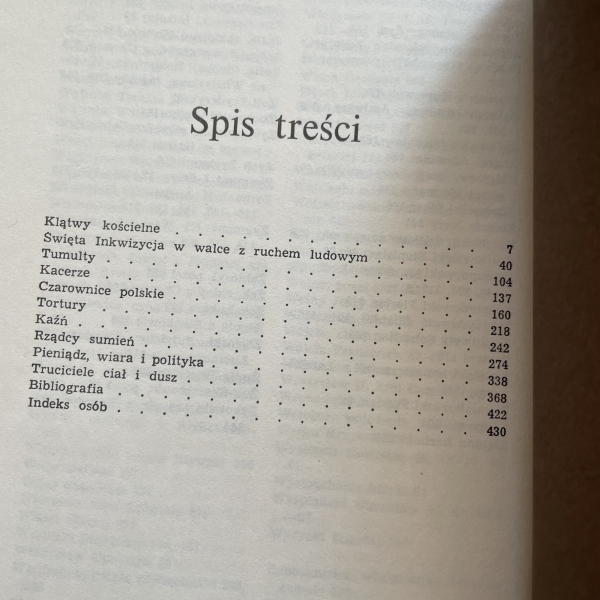 Spis treści
Klątwy kościelne . . . . . . . . . . . 7
Święta Inkwizycja w walce z ruchem ludowym . . . . 40
Tumulty . . . . . . . . . . . . . 104
Kacerze . . . . . . . . . . . . . 137
Czarownice polskie . . . . . . . . . . . 160
Tortury . . . . . . . . . . . . . 218
Kaźń . . . . . . . . . . . . . . 242
Rządcy sumień . . . . . . . . . . . . 274
Pieniądz, wiara i polityka . . . . . . . . . . 338
Truciciele ciał i dusz . . . . . . . . . . 368
Bibliografia . . . . . . . . . . . . 422
Indeks osób . . . . . . . . . . . . 430